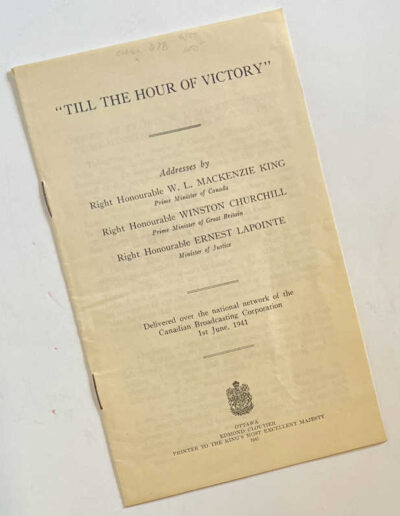 "TILL THE HOUR OF VICTORY"
Addresses by
Right Honourable W. L. MACKENZIE KING
Prime Minister of Canada
Right Honourable WINSTON CHURCHILL
Prime Minister of Great Britain
Right Honourable ERNEST LAPOINTE
Minister of Justice
Delivered over the national network of the
Canadian Broadcasting Corporation
1st June, 1941
OTTAWA
EDMOND CLOUTIER
PRINTER TO THE KING'S MOST EXCELLENT MAJESTY
1941